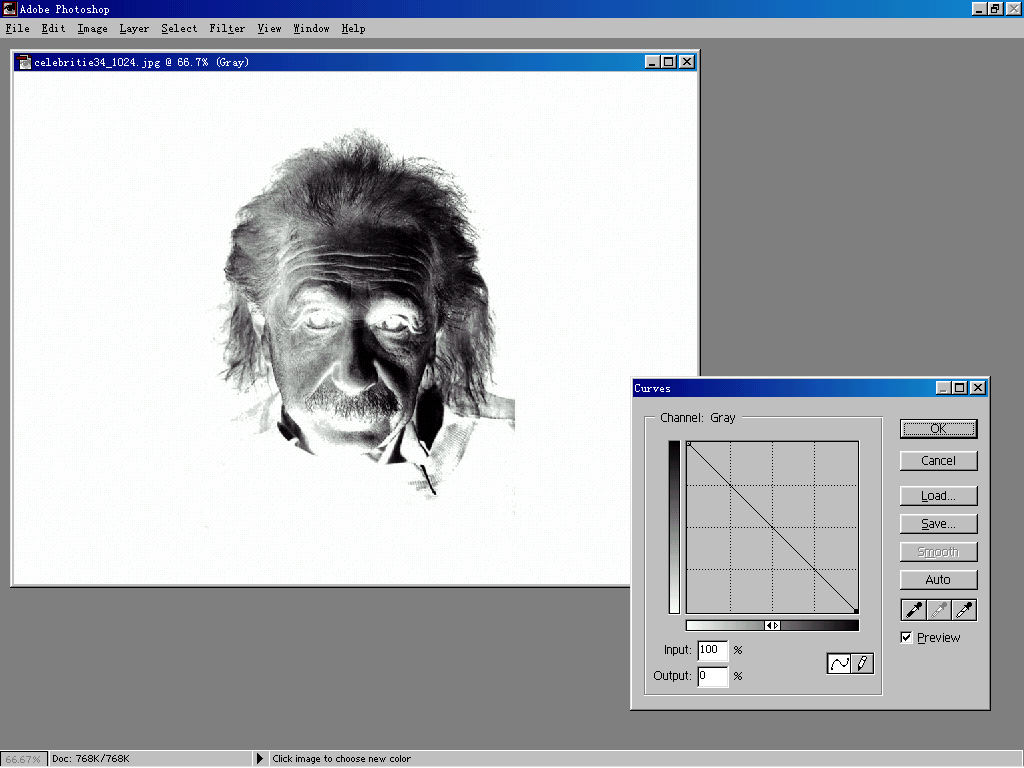 Adobe Photoshop
File Edit Image Layer Select Filter View Window Help
celebritie34_1024.jpg @ 66.7% (Gray)
Curves
Channel: Gray
OK
Cancel
Load...
Save...
Smooth
Auto
Preview
Input: 100 %
Output: 0 %
66.67% Doc: 768K/768K Click image to choose new color